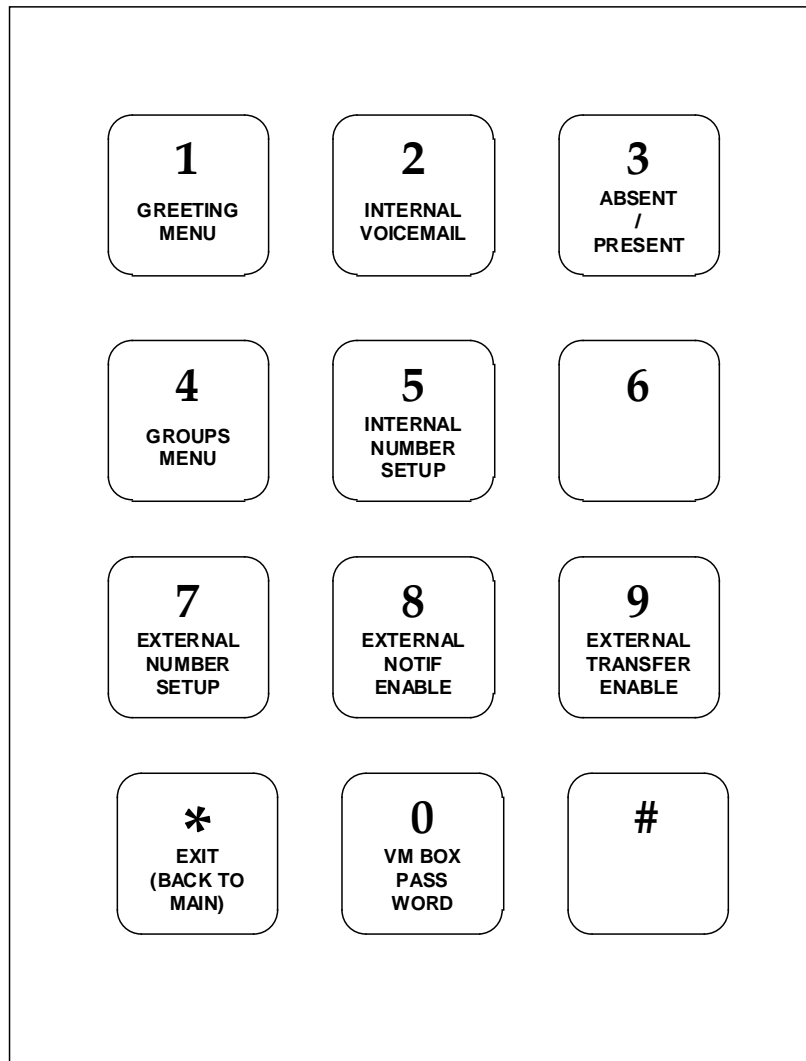 1
GREETING
MENU
2
INTERNAL
VOICEMAIL
3
ABSENT
/
PRESENT
4
GROUPS
MENU
5
INTERNAL
NUMBER
SETUP
6
7
EXTERNAL
NUMBER
SETUP
8
EXTERNAL
NOTIF
ENABLE
9
EXTERNAL
TRANSFER
ENABLE
*
EXIT
(BACK TO
MAIN)
0
VM BOX
PASS
WORD
#